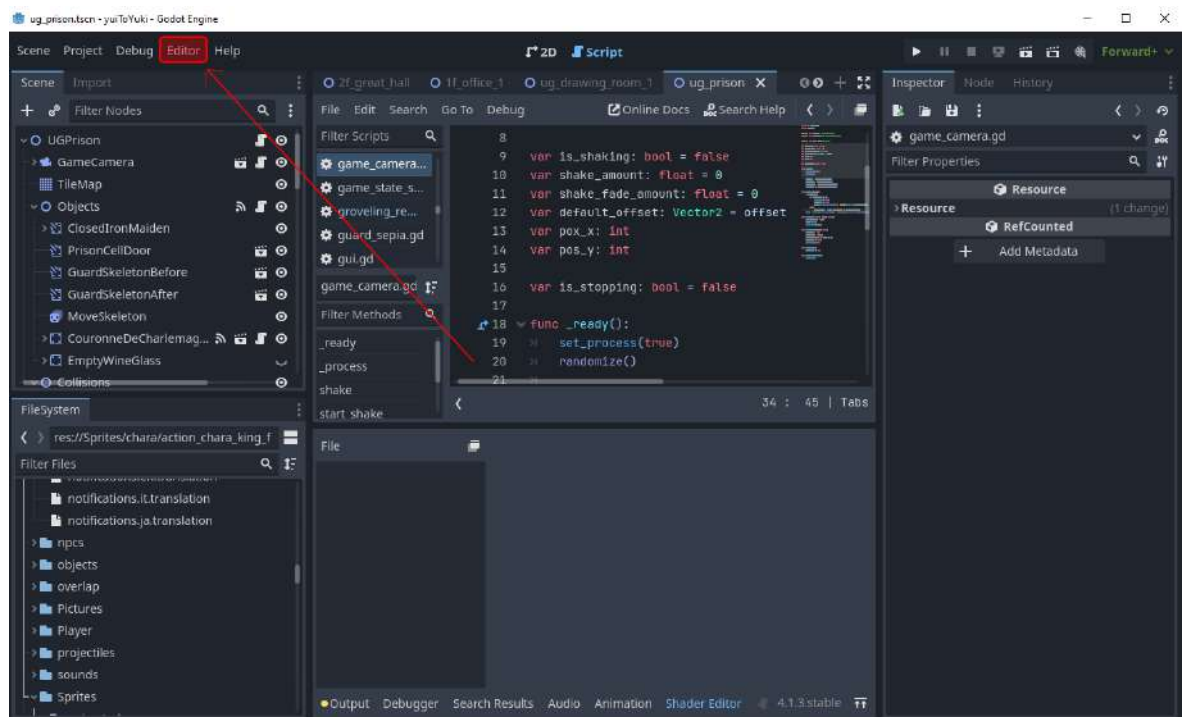 ug_prison.tscn - yuiToYuki - Godot Engine
Scene Project Debug Editor Help
2D Script
Forward+
Scene Import
Filter Nodes
UGPrison
GameCamera
TileMap
Objects
ClosedIronMaiden
PrisonCellDoor
GuardSkeletonBefore
GuardSkeletonAfter
MoveSkeleton
CouronneDeCharlemag...
EmptyWineGlass
Collisions
FileSystem
res://Sprites/chara/action_chara_king_f
Filter Files
notifications.it.translation
notifications.ja.translation
npcs
objects
overlap
Pictures
Player
projectiles
sounds
Sprites
2f_great_hall 1f_office_1 ug_drawing_room_1 ug_prison
File Edit Search Go To Debug Online Docs Search Help
Filter Scripts
game_camera...
game_state_s...
groveling_re...
guard_sepia.gd
gui.gd
game_camera.gd
Filter Methods
_ready
_process
shake
start_shake
8
9 var is_shaking: bool = false
10 var shake_amount: float = 0
11 var shake_fade_amount: float = 0
12 var default_offset: Vector2 = offset
13 var pox_x: int
14 var pos_y: int
15
16 var is_stopping: bool = false
17
18 func _ready():
19 set_process(true)
20 randomize()
21
34 : 45 | Tabs
File
Output Debugger Search Results Audio Animation Shader Editor 4.1.3.stable
Inspector Node History
game_camera.gd
Filter Properties
Resource
Resource (1 change)
RefCounted
Add Metadata